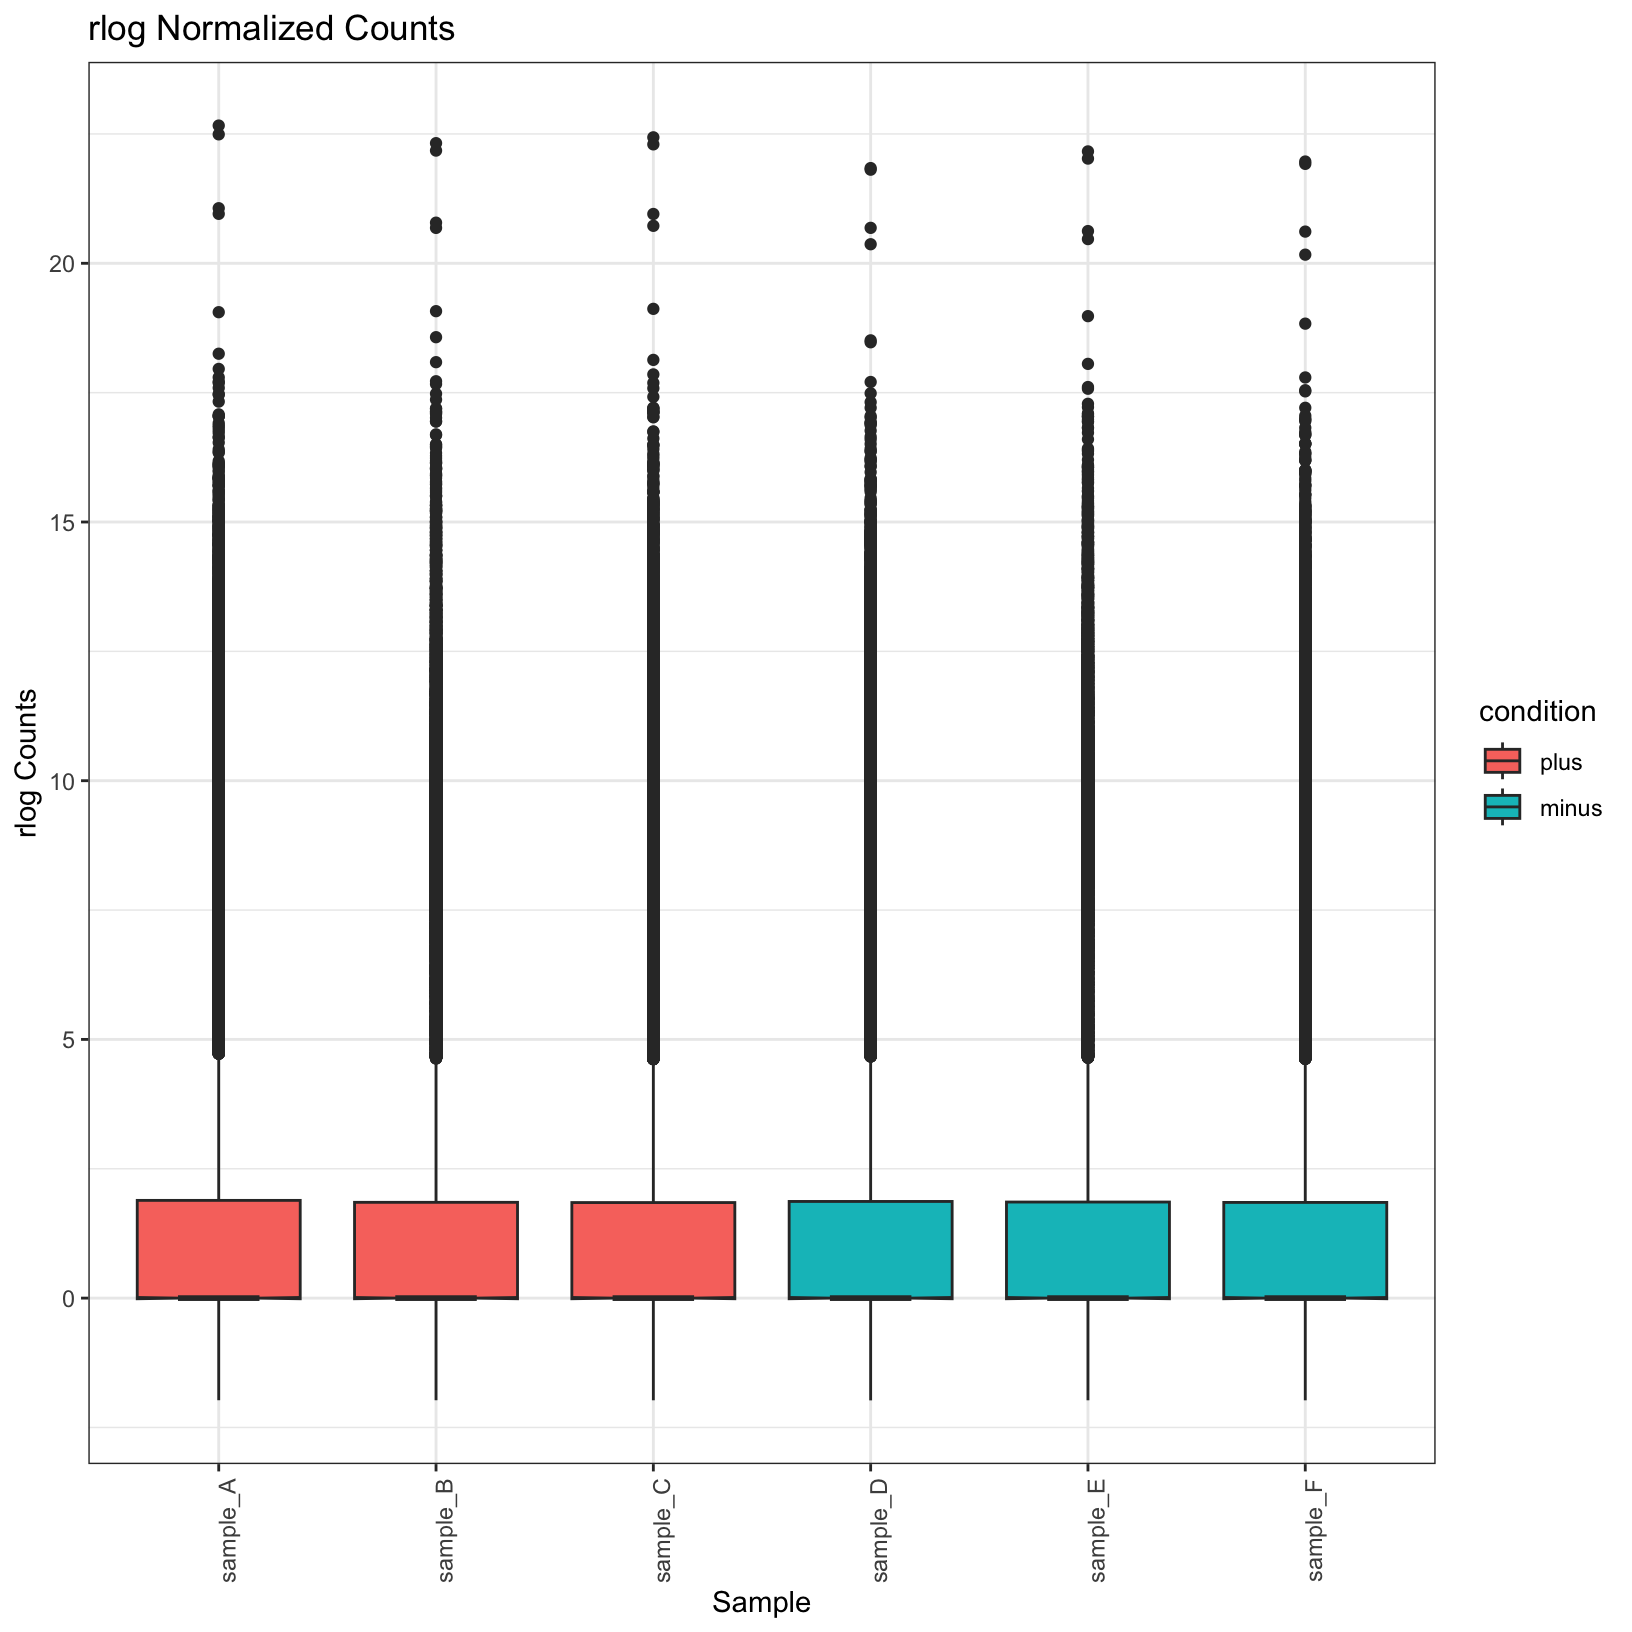 rlog Normalized Counts
rlog Counts
20
15
10
5
0
sample_A
sample_B
sample_C
sample_D
sample_E
sample_F
Sample
condition
plus
minus